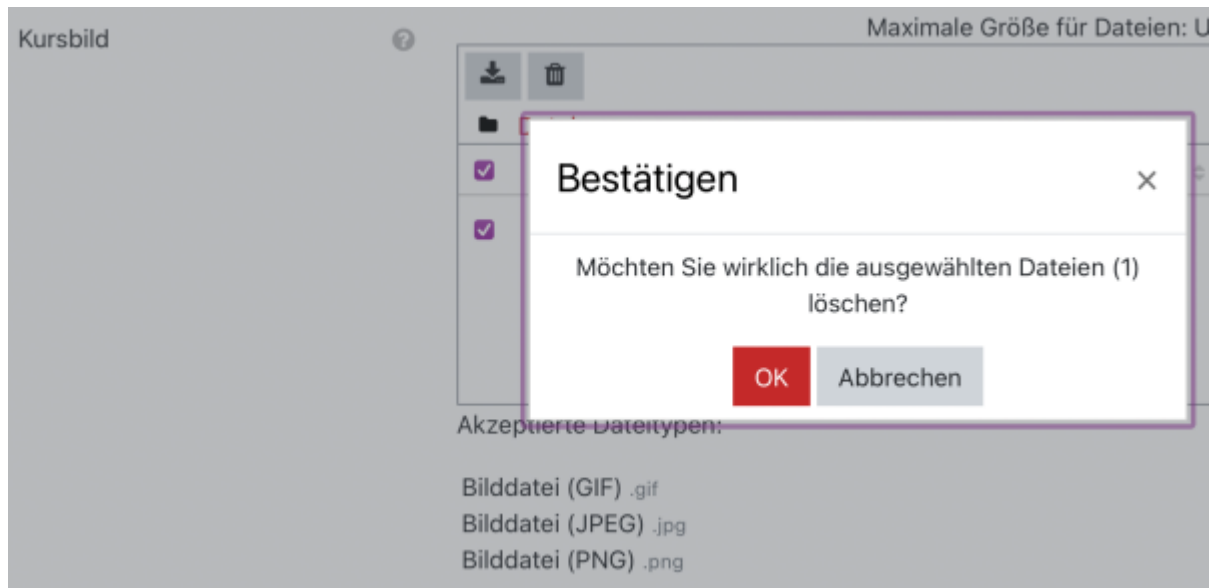 Maximale Größe für Dateien: U
Kursbild
Bestätigen
Möchten Sie wirklich die ausgewählten Dateien (1)
löschen?
OK Abbrechen
Akzeptierte Dateitypen:
Bilddatei (GIF) .gif
Bilddatei (JPEG) .jpg
Bilddatei (PNG) .png